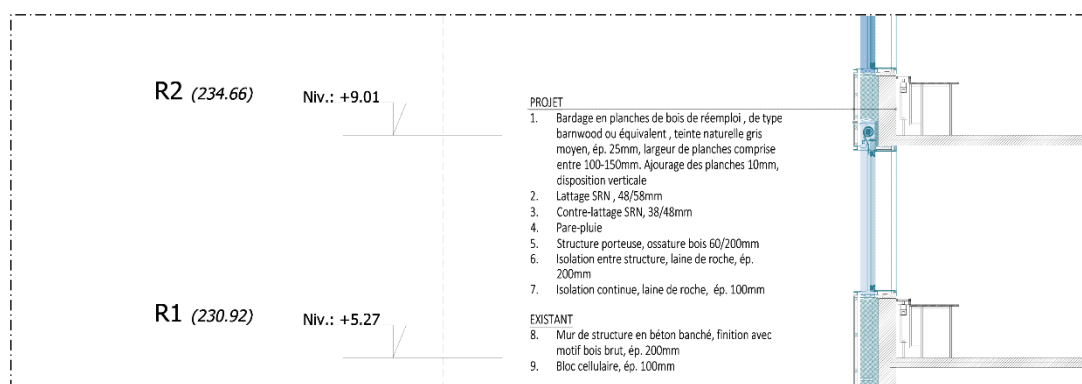 R2 (234.66) Niv.: +9.01
PROJET
1. Bardage en planches de bois de réemploi , de type
barnwood ou équivalent , teinte naturelle gris
moyen, ép. 25mm, largeur de planches comprise
entre 100-150mm. Ajourage des planches 10mm,
disposition verticale
2. Lattage SRN , 48/58mm
3. Contre-lattage SRN, 38/48mm
4. Pare-pluie
5. Structure porteuse, ossature bois 60/200mm
6. Isolation entre structure, laine de roche, ép.
200mm
7. Isolation continue, laine de roche, ép. 100mm
R1 (230.92) Niv.: +5.27
EXISTANT
8. Mur de structure en béton banché, finition avec
motif bois brut, ép. 200mm
9. Bloc cellulaire, ép. 100mm